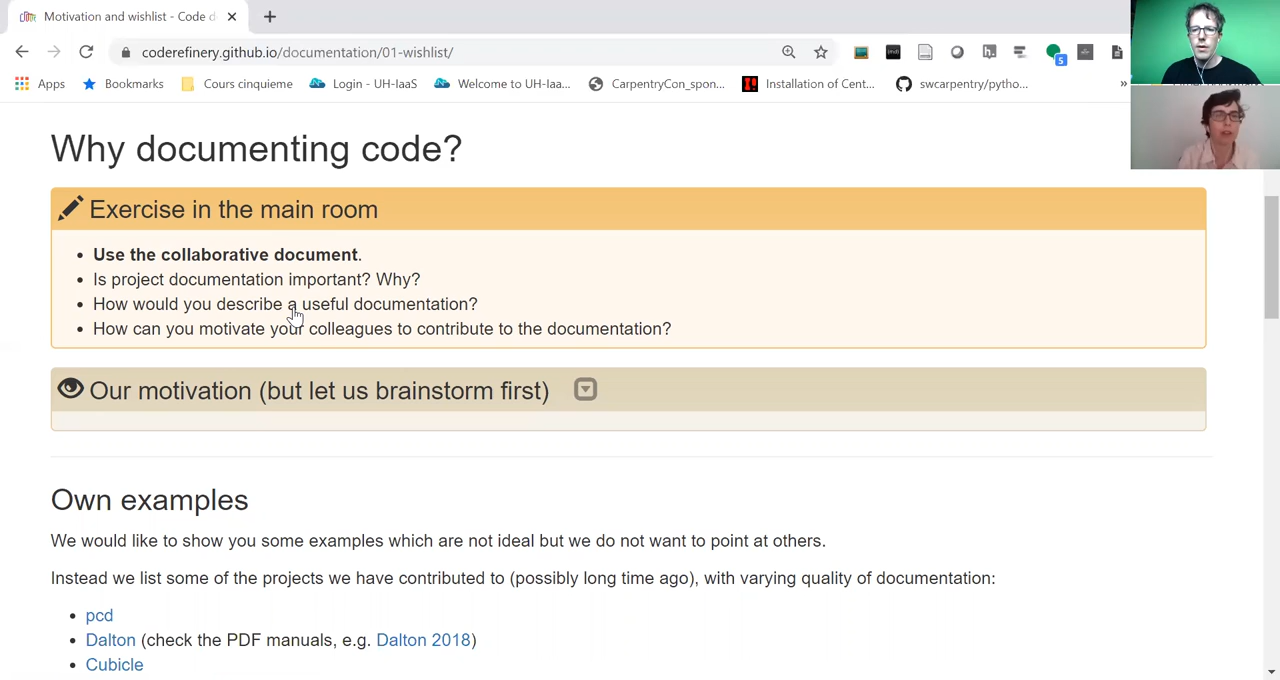 Motivation and wishlist - Code d
coderefinery.github.io/documentation/01-wishlist/
5
Apps Bookmarks Cours cinquieme Login - UH-IaaS Welcome to UH-Iaa... CarpentryCon_spon... Installation of Cent... swcarpentry/pytho... »
Why documenting code?
Exercise in the main room
• Use the collaborative document.
• Is project documentation important? Why?
• How would you describe a useful documentation?
• How can you motivate your colleagues to contribute to the documentation?
Our motivation (but let us brainstorm first)
Own examples
We would like to show you some examples which are not ideal but we do not want to point at others.
Instead we list some of the projects we have contributed to (possibly long time ago), with varying quality of documentation:
• pcd
• Dalton (check the PDF manuals, e.g. Dalton 2018)
• Cubicle